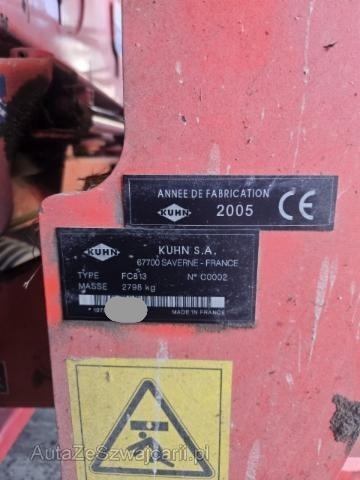 ANNEE DE FABRICATION
KUHN 2005 CE
KUHN KUHN S.A.
67700 SAVERNE - FRANCE
TYPE FC813 N° C0002
MASSE 2798 kg
MADE IN FRANCE
AutaZeSzwajcarii.pl